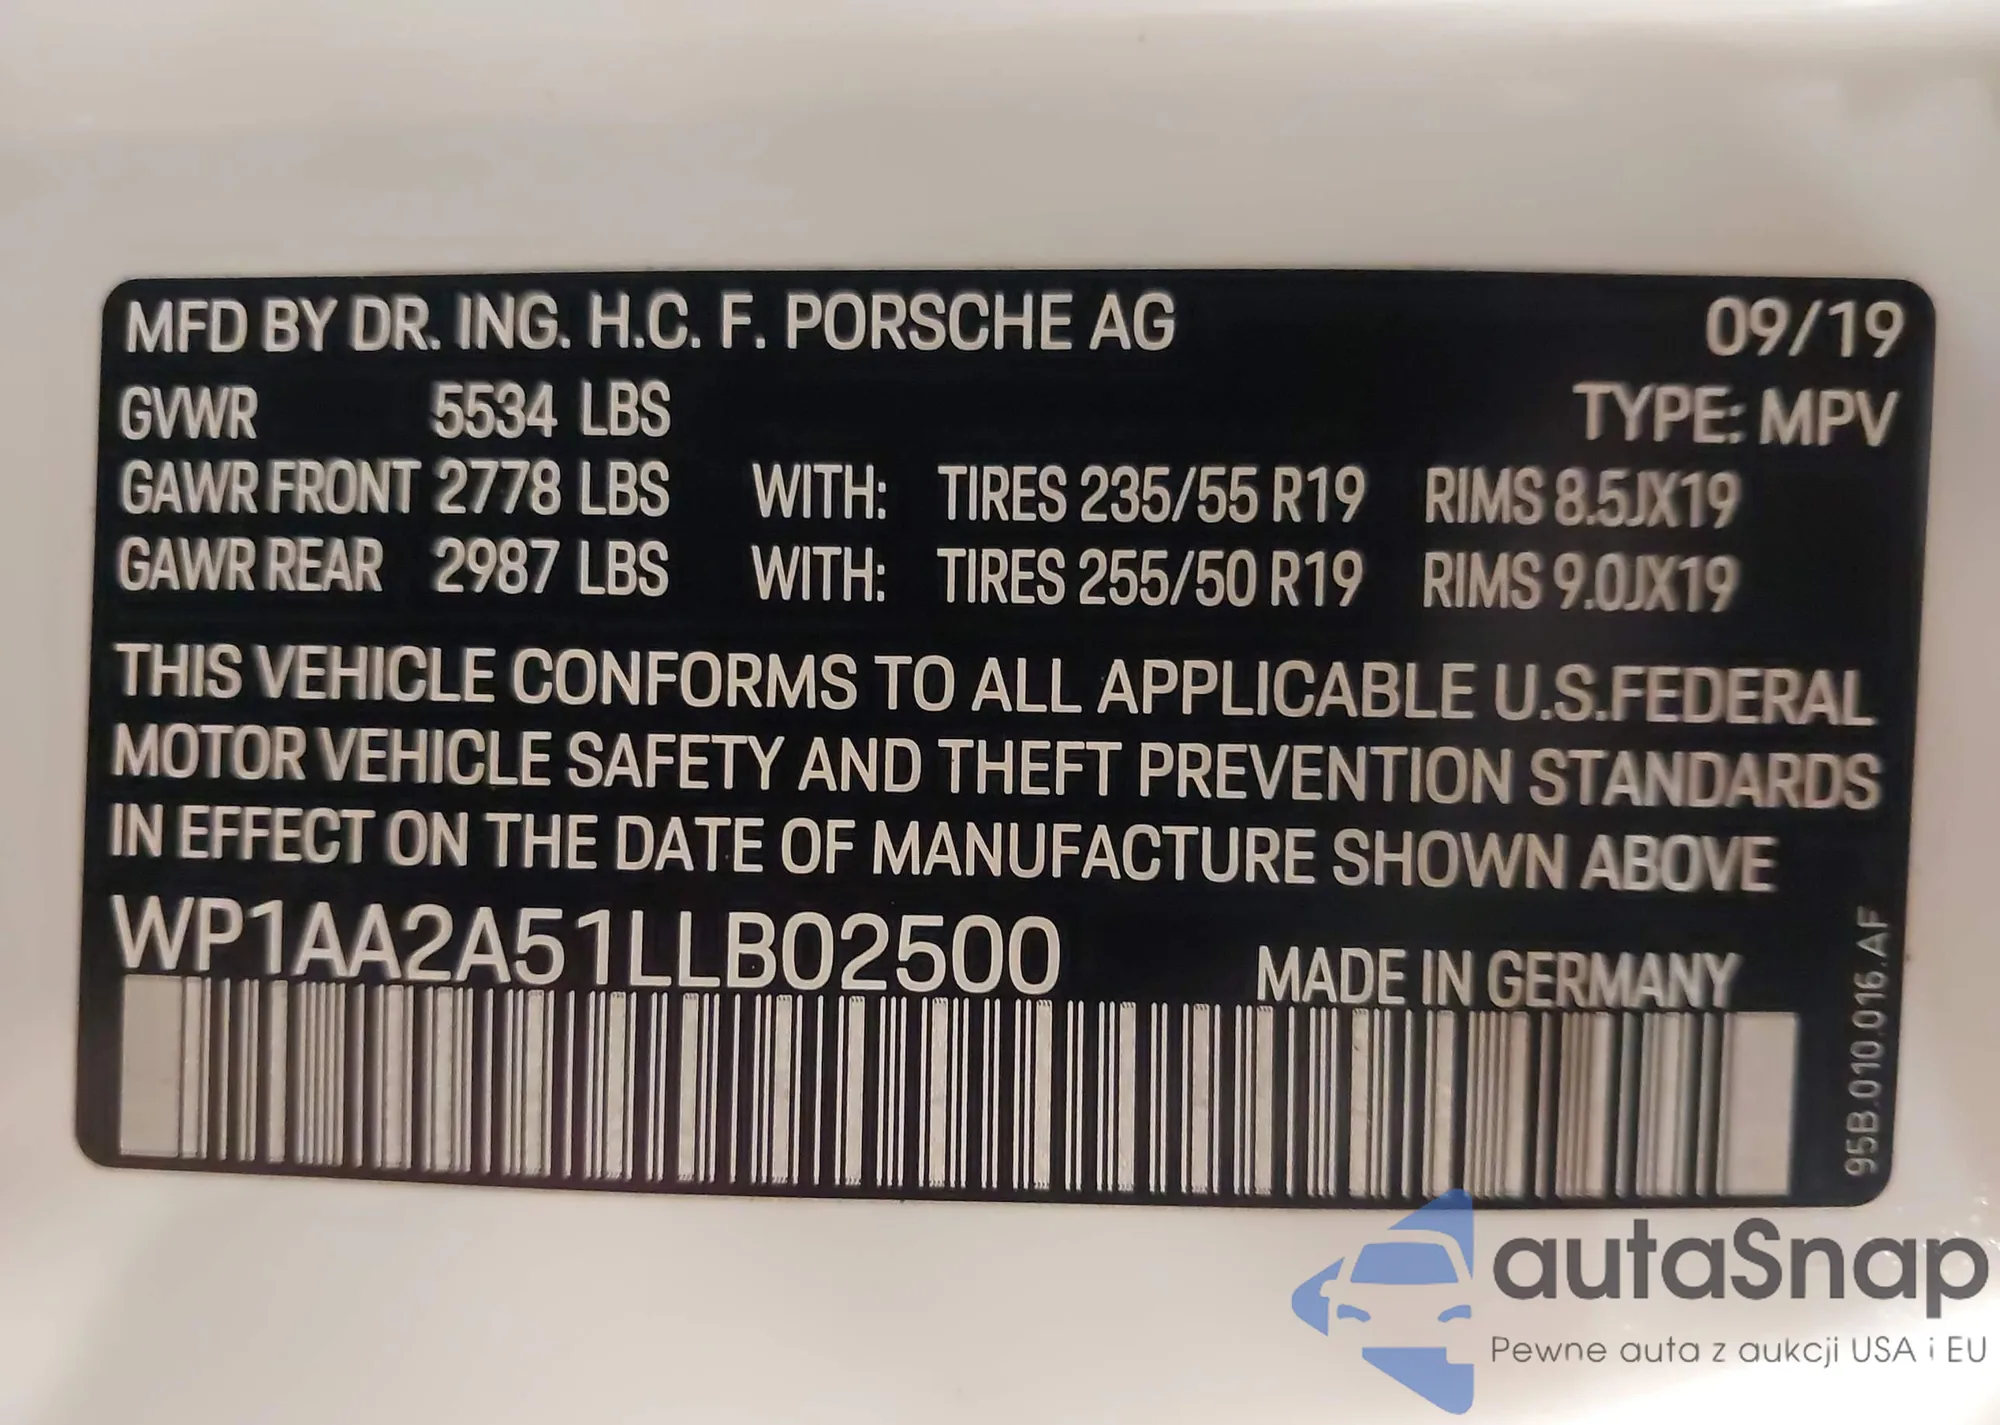 MFD BY DR. ING. H.C. F. PORSCHE AG 09/19
GVWR 5534 LBS TYPE: MPV
GAWR FRONT 2778 LBS WITH: TIRES 235/55 R19 RIMS 8.5JX19
GAWR REAR 2987 LBS WITH: TIRES 255/50 R19 RIMS 9.0JX19
THIS VEHICLE CONFORMS TO ALL APPLICABLE U.S.FEDERAL
MOTOR VEHICLE SAFETY AND THEFT PREVENTION STANDARDS
IN EFFECT ON THE DATE OF MANUFACTURE SHOWN ABOVE
WP1AA2A51LLB02500
MADE IN GERMANY
95B.010.016.AF
autaSnap
Pewne auta z aukcji USA i EU